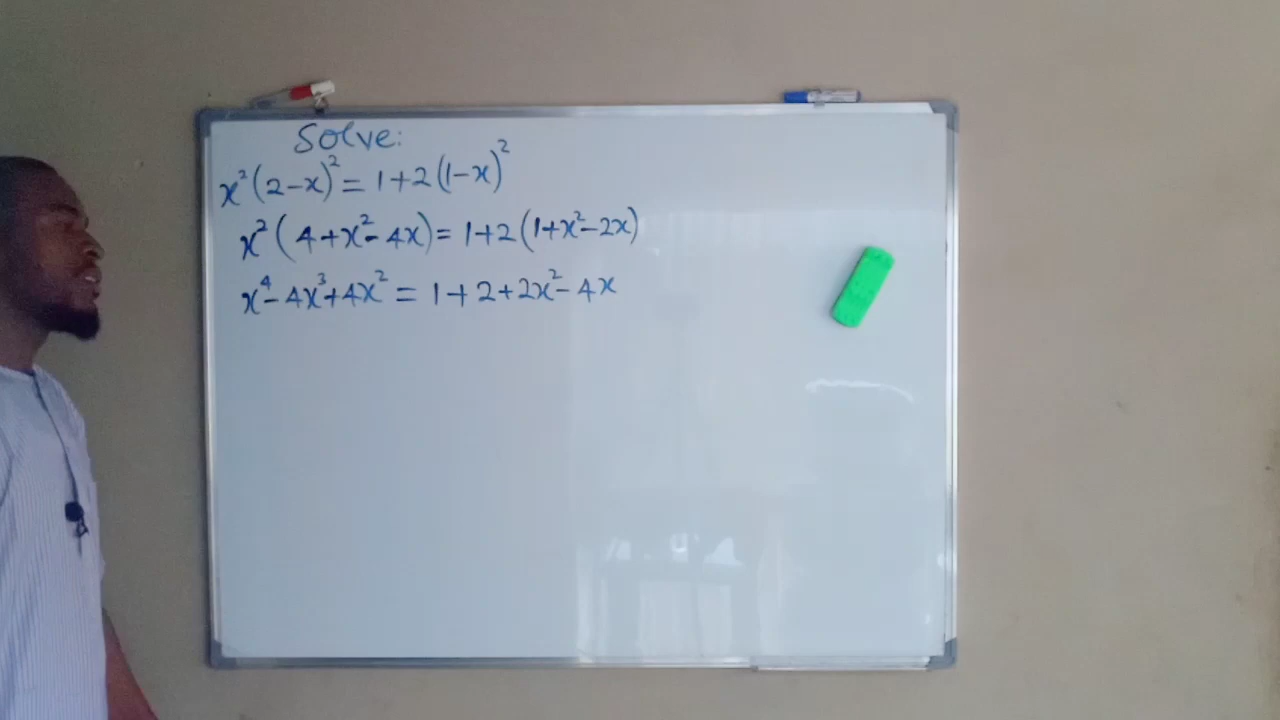 Solve:
x²(2-x)² = 1+2(1-x)²
x²(4+x²-4x) = 1+2(1+x²-2x)
x⁴-4x³+4x² = 1+2+2x²-4x